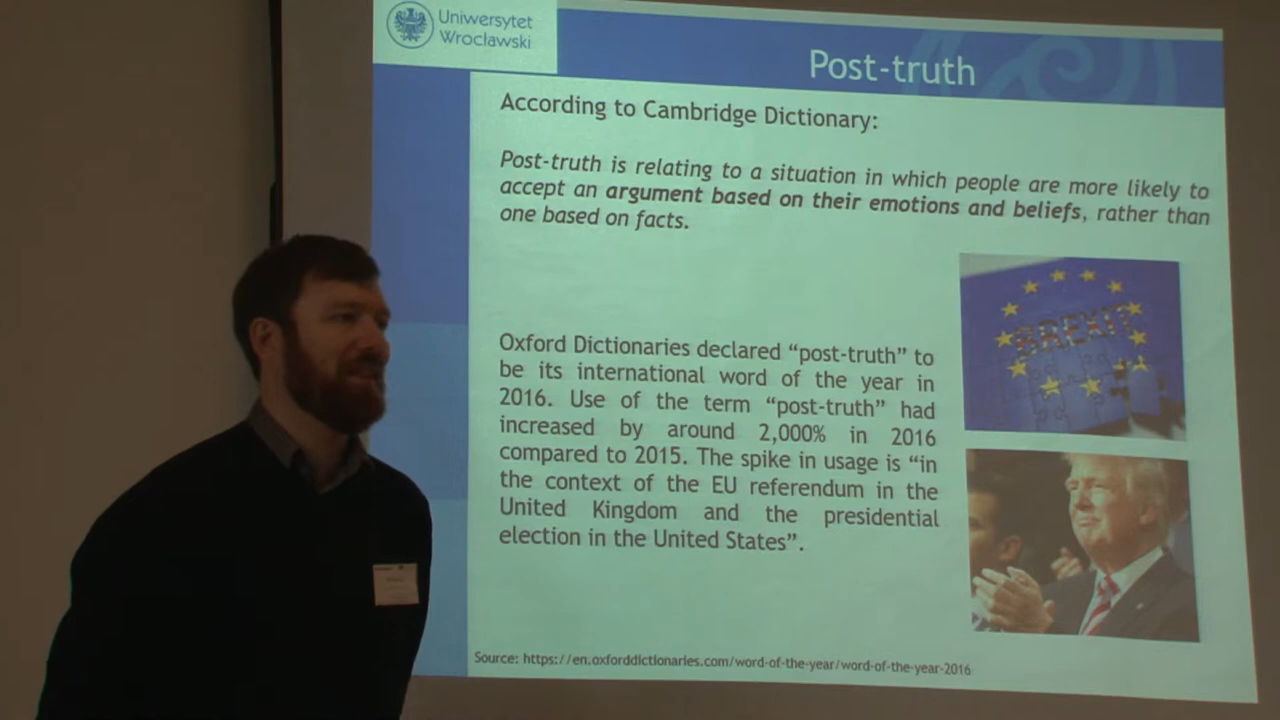 Uniwersytet
Wrocławski
Post-truth
According to Cambridge Dictionary:
Post-truth is relating to a situation in which people are more likely to
accept an argument based on their emotions and beliefs, rather than
one based on facts.
BREXIT
Oxford Dictionaries declared “post-truth” to
be its international word of the year in
2016. Use of the term “post-truth” had
increased by around 2,000% in 2016
compared to 2015. The spike in usage is “in
the context of the EU referendum in the
United Kingdom and the presidential
election in the United States”.
Source: https://en.oxforddictionaries.com/word-of-the-year/word-of-the-year-2016